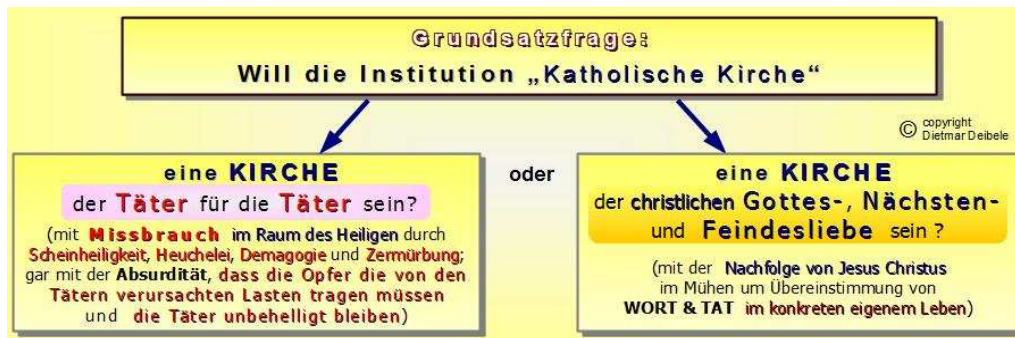 Grundsatzfrage:
Will die Institution „Katholische Kirche“
© copyright
Dietmar Deibele
eine KIRCHE
der Täter für die Täter sein?
(mit Missbrauch im Raum des Heiligen durch
Scheinheiligkeit, Heuchelei, Demagogie und Zermürbung;
gar mit der Absurdität, dass die Opfer die von den
Tätern verursachten Lasten tragen müssen
und die Täter unbehelligt bleiben)
oder
eine KIRCHE
der christlichen Gottes-, Nächsten-
und Feindesliebe sein ?
(mit der Nachfolge von Jesus Christus
im Mühen um Übereinstimmung von
WORT & TAT im konkreten eigenem Leben)